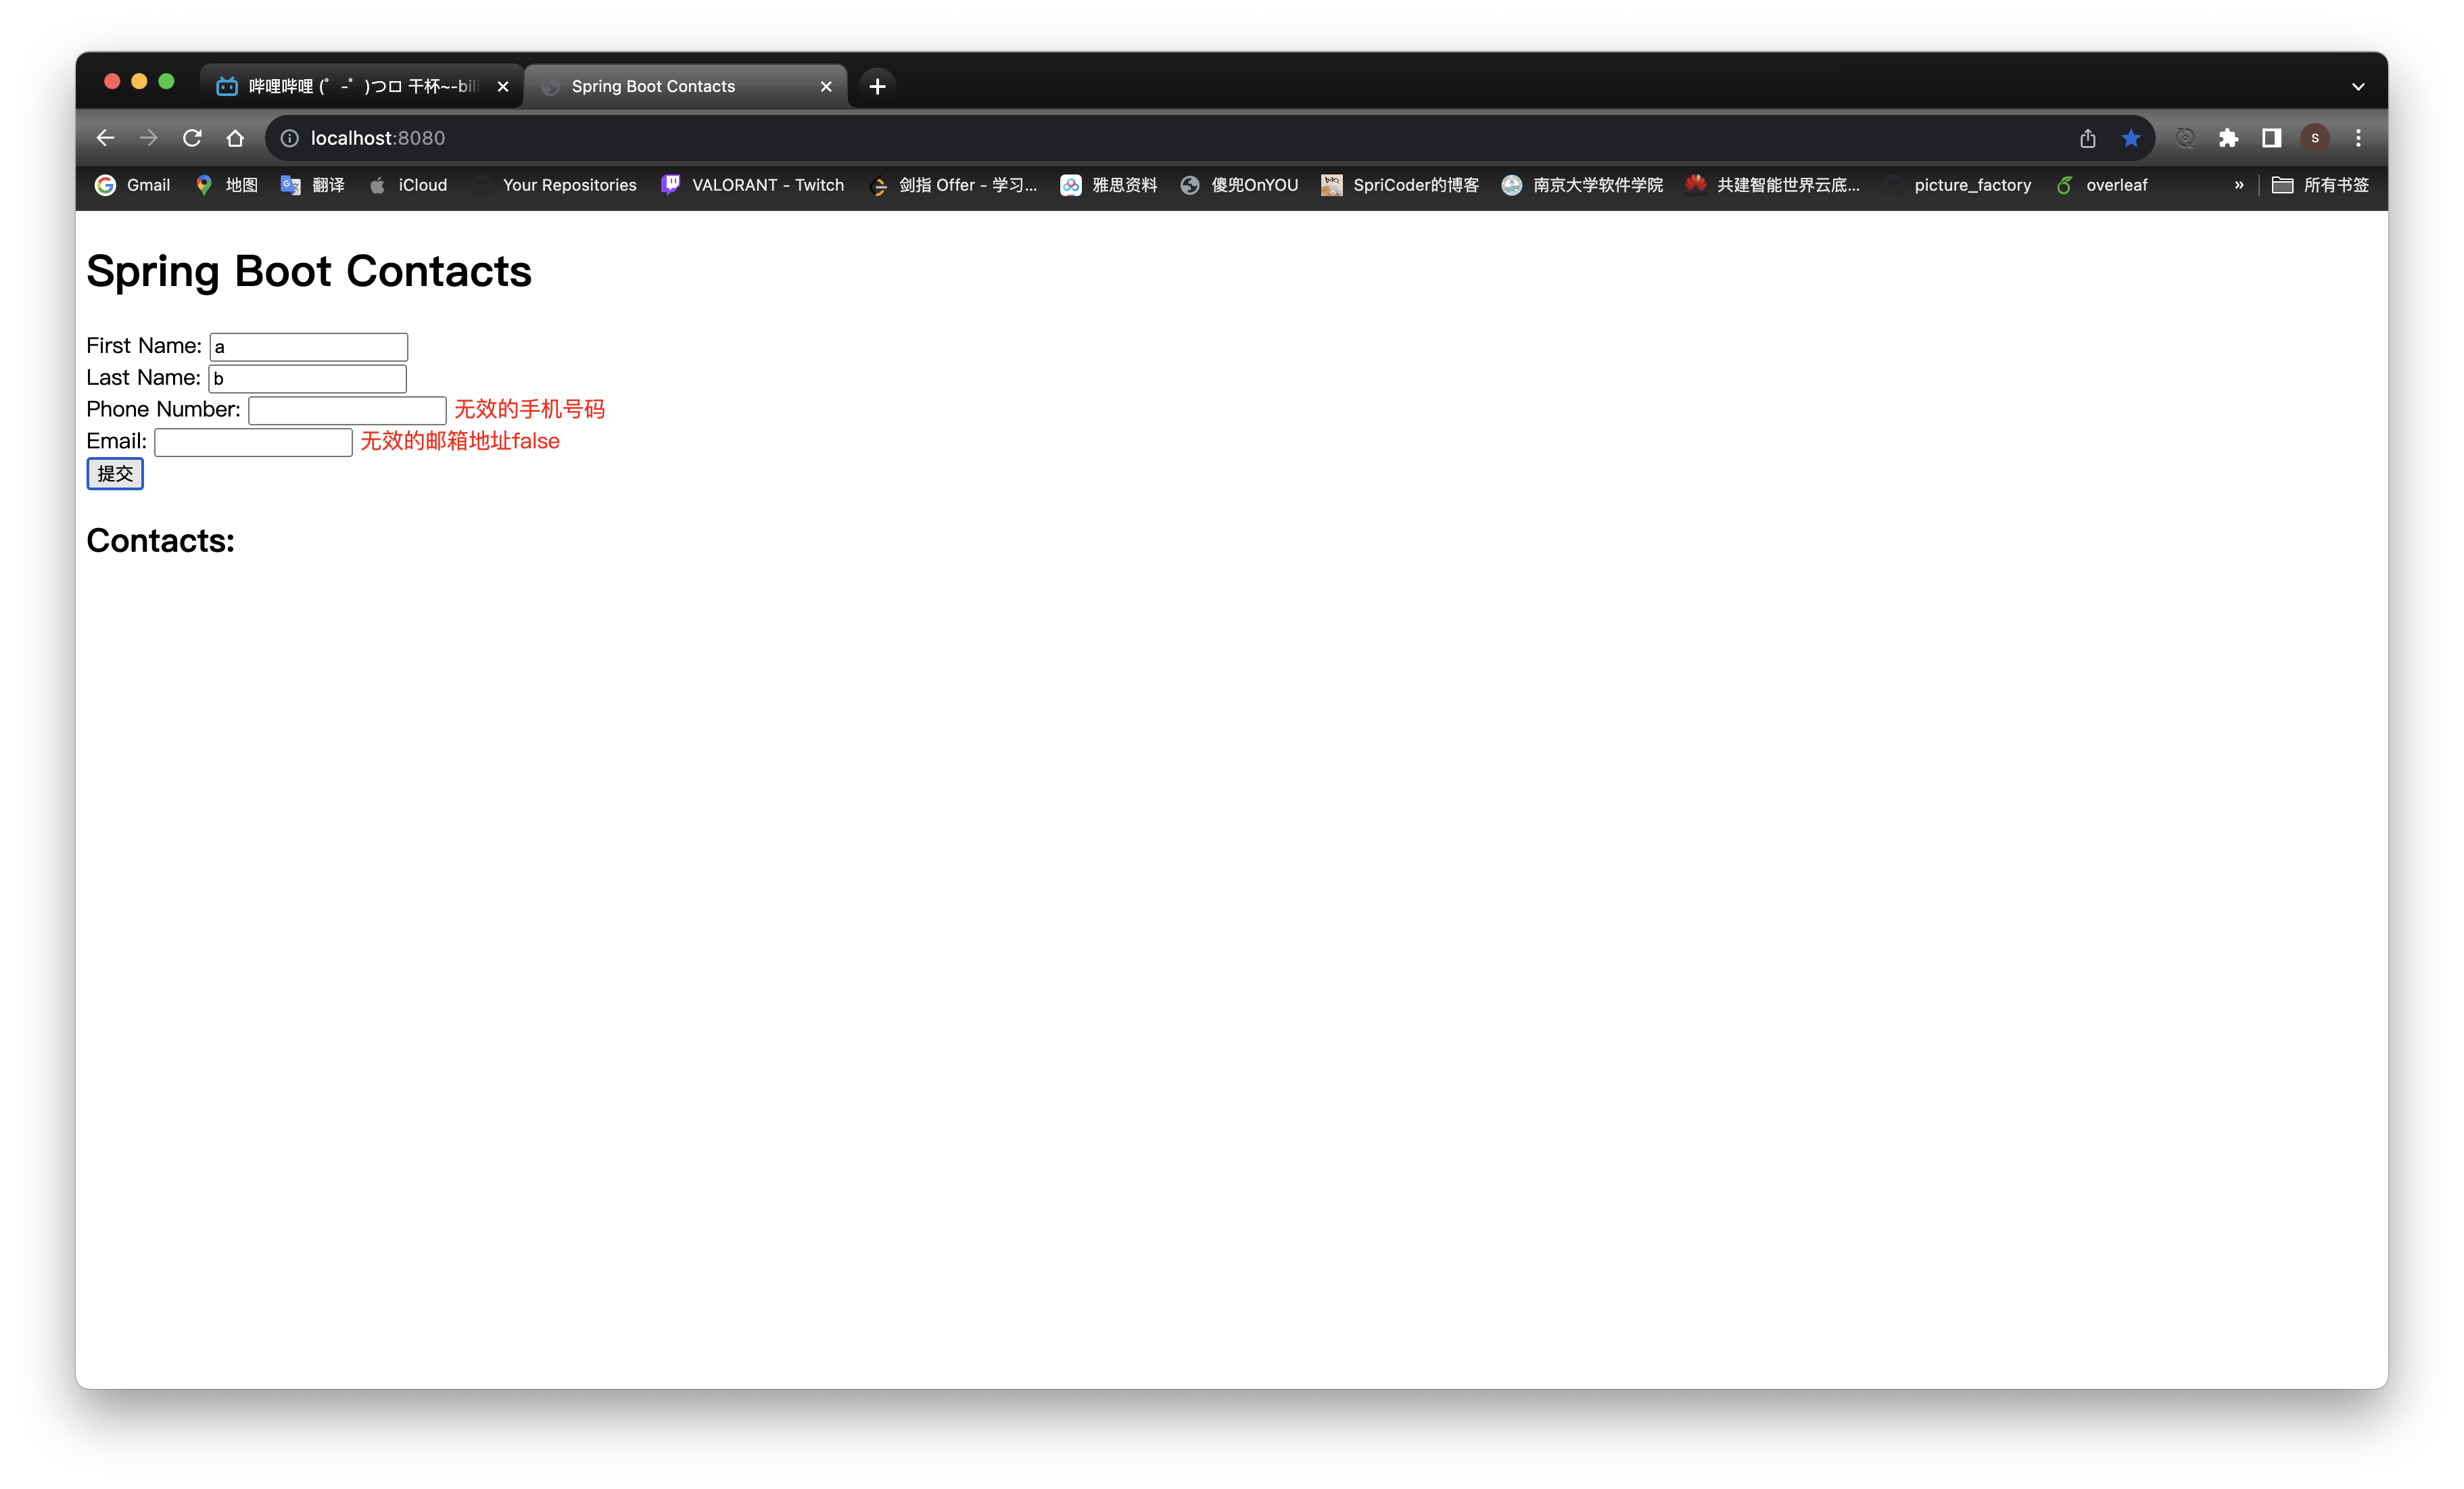 哔哩哔哩 (゜-゜)つロ 干杯~-bili
Spring Boot Contacts
localhost:8080
S
Gmail 地图 翻译 iCloud Your Repositories VALORANT - Twitch 剑指 Offer - 学习... 雅思资料 傻兜OnYOU SpriCoder的博客 南京大学软件学院 共建智能世界云底... picture_factory overleaf » 所有书签
Spring Boot Contacts
First Name: a
Last Name: b
Phone Number: 无效的手机号码
Email: 无效的邮箱地址false
提交
Contacts: